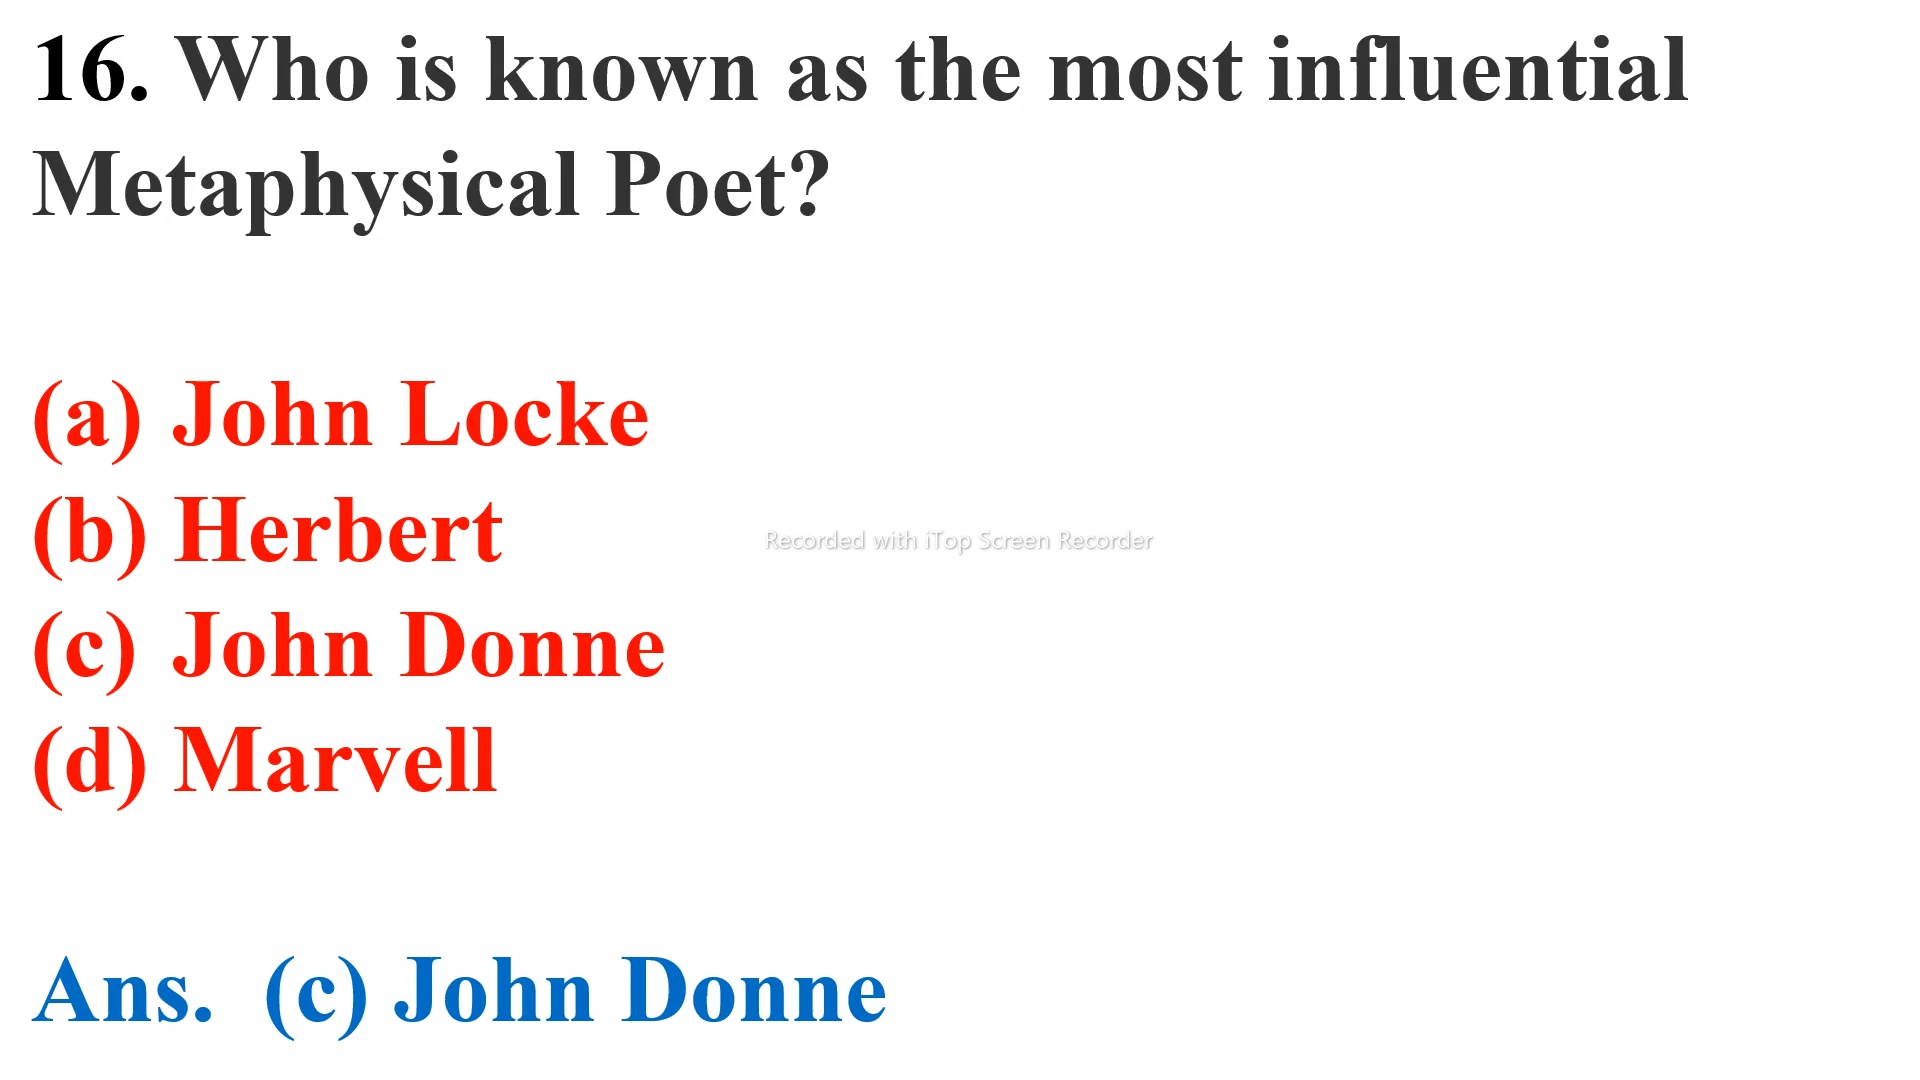 16. Who is known as the most influential
Metaphysical Poet?
(a) John Locke
(b) Herbert
Recorded with iTop Screen Recorder
(c) John Donne
(d) Marvell
Ans. (c) John Donne